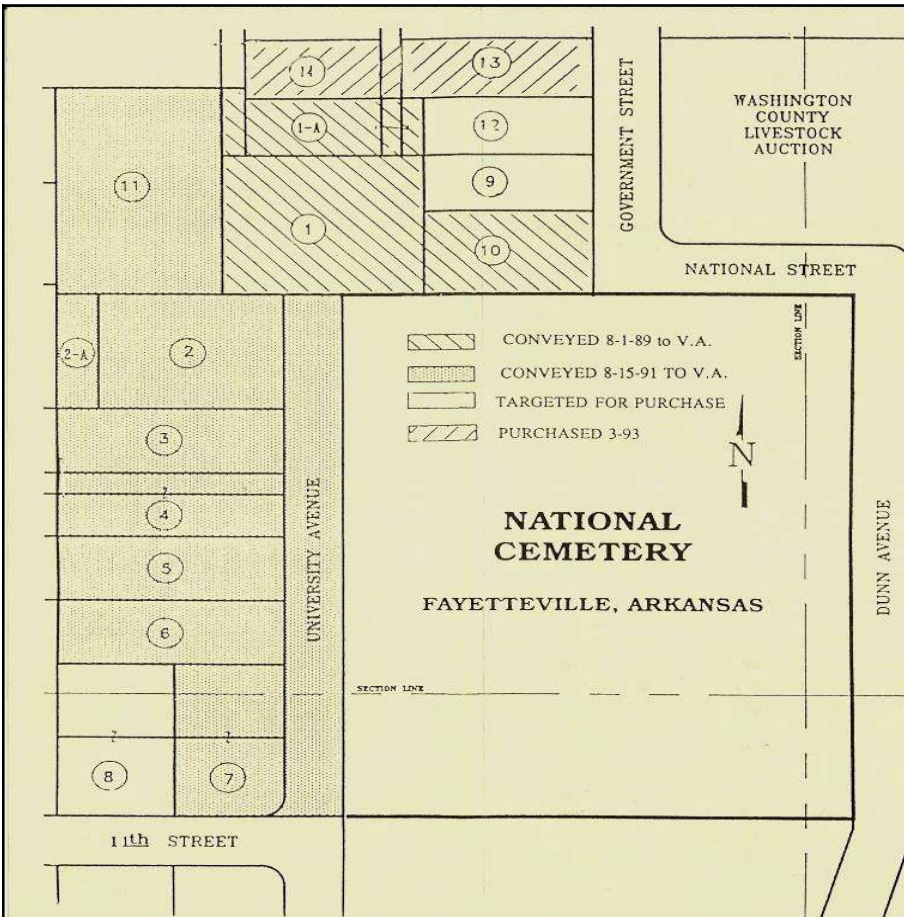 14
13
1-A
12
11
9
1
10
GOVERNMENT STREET
WASHINGTON
COUNTY
LIVESTOCK
AUCTION
NATIONAL STREET
2-A
2
3
4
5
6
7
8
UNIVERSITY AVENUE
CONVEYED 8-1-89 to V.A.
CONVEYED 8-15-91 TO V.A.
TARGETED FOR PURCHASE
PURCHASED 3-93
SECTION LINE
N
NATIONAL
CEMETERY
FAYETTEVILLE, ARKANSAS
DUNN AVENUE
SECTION LINE
11th STREET